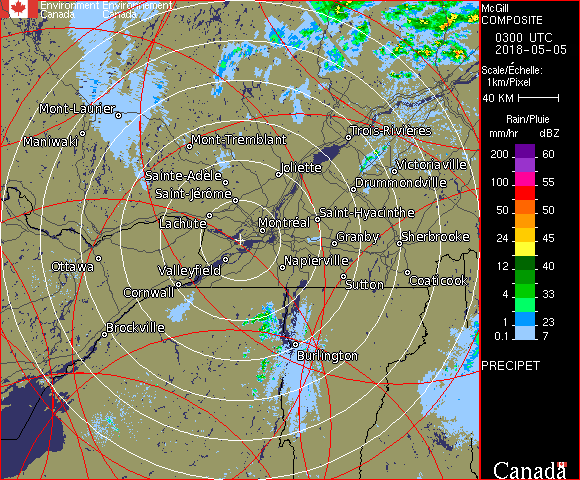 Environment Environnement
Canada Canada
McGill
COMPOSITE
0300 UTC
2018-05-05
Scale/Échelle:
1km/Pixel
40 KM
Rain/Pluie
mm/hr dBZ
200 60
100 55
50 50
24 45
12 40
4 33
1 23
0.1 7
PRECIPET
Canada
Mont-Laurier
Maniwaki
Mont-Tremblant
Trois-Rivières
Sainte-Adèle
Joliette
Victoriaville
Saint-Jérôme
Drummondville
Lachute
Montréal
Saint-Hyacinthe
Granby
Sherbrooke
Ottawa
Valleyfield
Napierville
Cornwall
Sutton
Coaticook
Brockville
Burlington